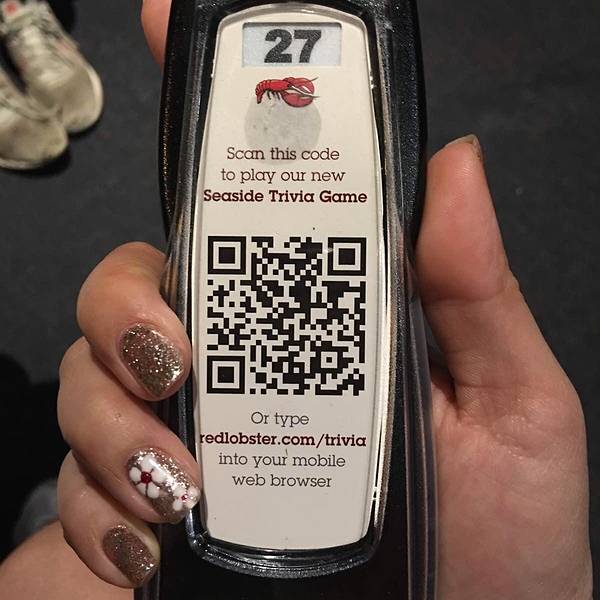 27
Scan this code
to play our new
Seaside Trivia Game
Or type
redlobster.com/trivia
into your mobile
web browser